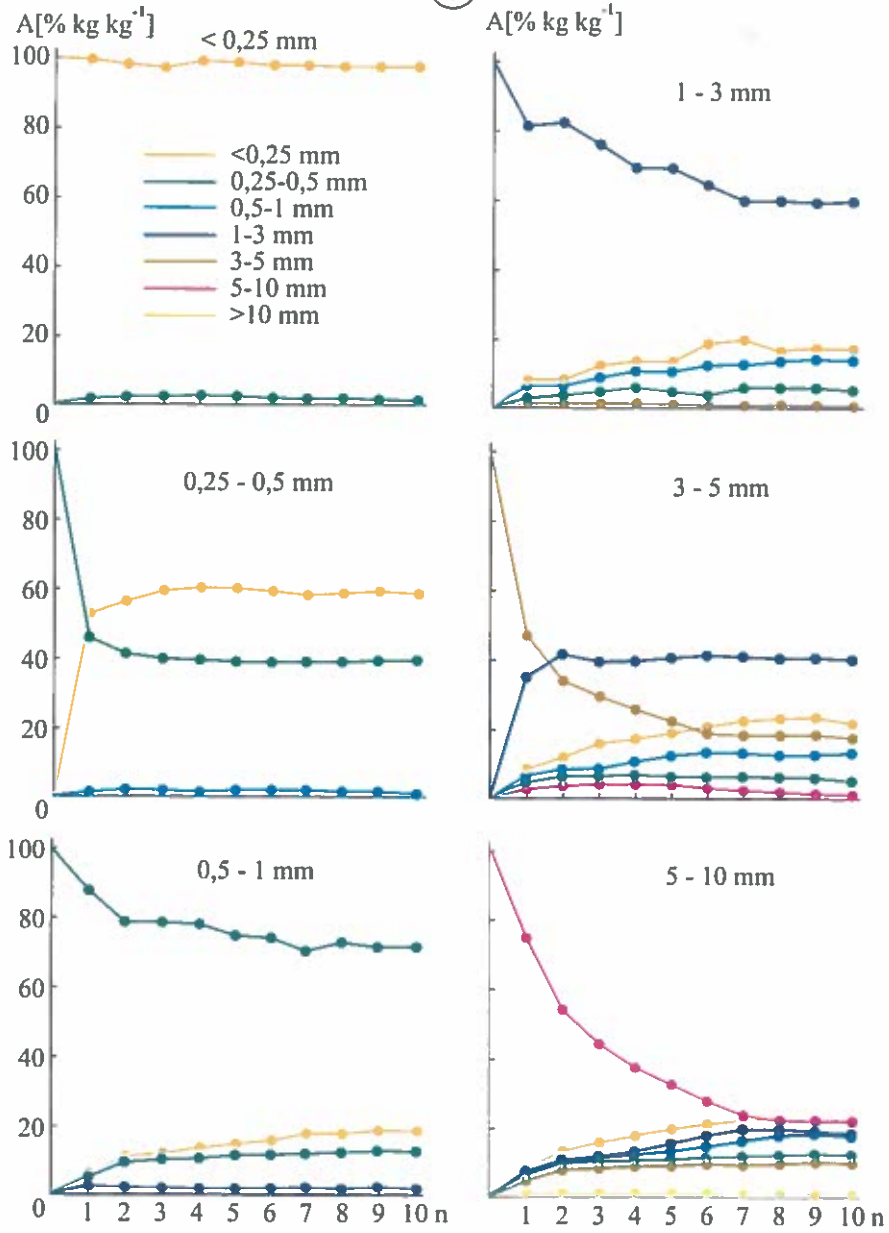 A[% kg kg⁻¹]
< 0,25 mm
100
80
60
40
20
0
<0,25 mm
0,25-0,5 mm
0,5-1 mm
1-3 mm
3-5 mm
5-10 mm
>10 mm
A[% kg kg⁻¹]
1 - 3 mm
100
80
60
40
20
0
0,25 - 0,5 mm
3 - 5 mm
100
80
60
40
20
0
0,5 - 1 mm
1 2 3 4 5 6 7 8 9 10 n
5 - 10 mm
1 2 3 4 5 6 7 8 9 10 n